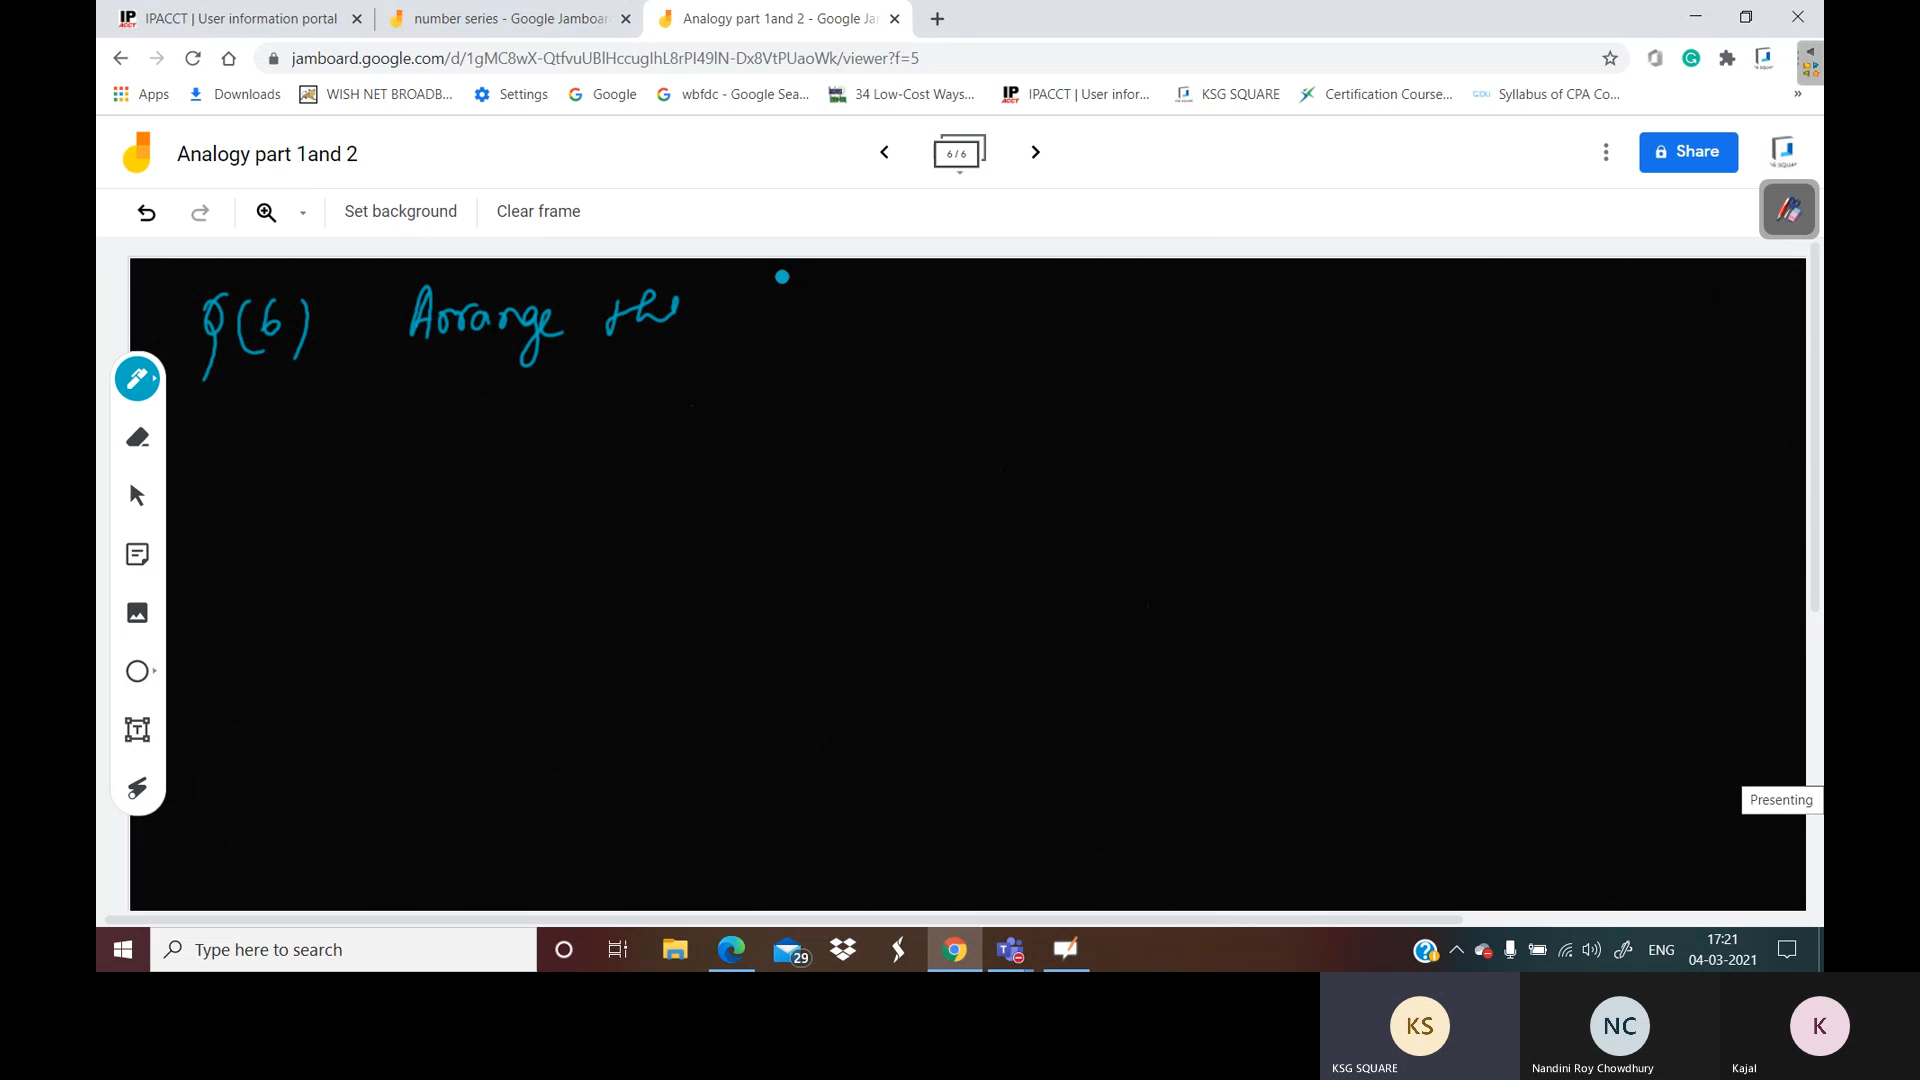 IPACCT | User information portal
number series - Google Jamboar
Analogy part 1and 2 - Google Ja
jamboard.google.com/d/1gMC8wX-QtfvuUBlHccugIhL8rPI49lN-Dx8VtPUaoWk/viewer?f=5
Apps Downloads WISH NET BROADB... Settings Google wbfdc - Google Sea... 34 Low-Cost Ways... IP ACCT IPACCT | User infor... KSG SQUARE Certification Course... CDU Syllabus of CPA Co... »
Analogy part 1and 2
6 / 6
Share
Set background Clear frame
Q(6) Arrange the
Presenting
Type here to search
29
ENG
17:21
04-03-2021
KS NC K
KSG SQUARE Nandini Roy Chowdhury Kajal